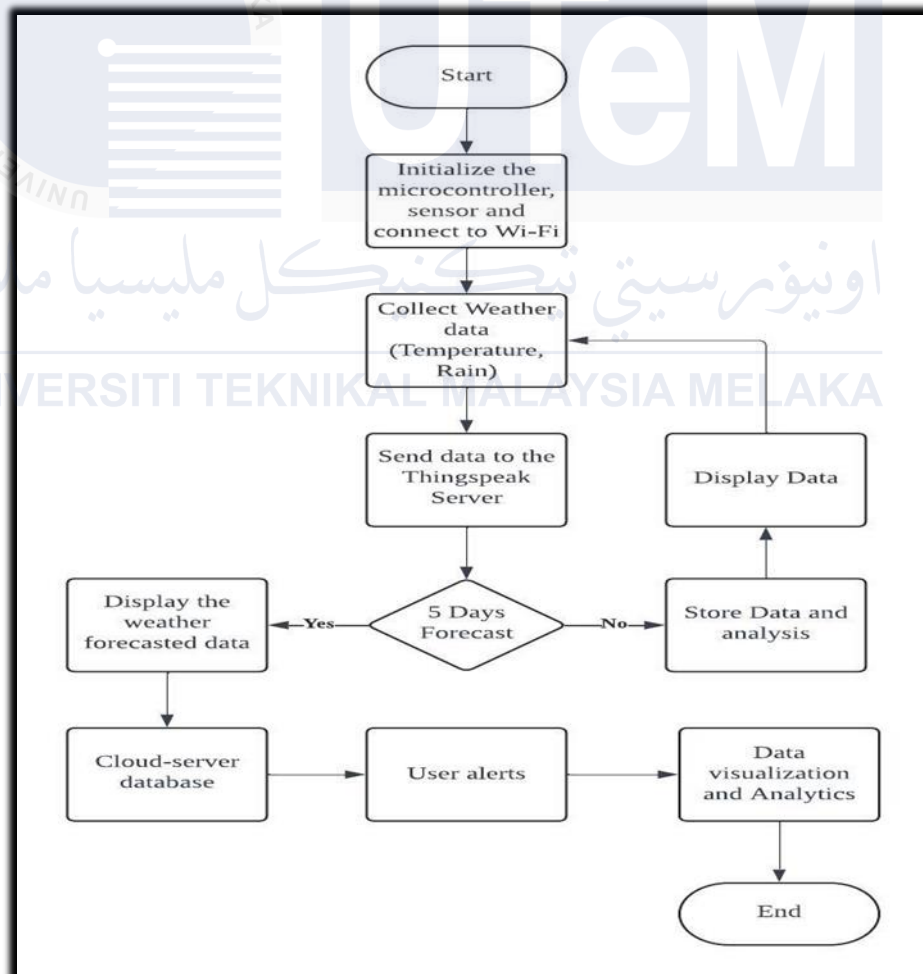 UTeM
UNIVE
اونيۏرسيتي تيكنيكل مليسيا
VERSITI TEKNIKAL MALAYSIA MELAKA
Start
Initialize the
microcontroller,
sensor and
connect to Wi-Fi
Collect Weather
data
(Temperature,
Rain)
Send data to the
Thingspeak
Server
Display Data
Display the
weather
forecasted data
Yes
5 Days
Forecast
No
Store Data and
analysis
Cloud-server
database
User alerts
Data
visualization
and Analytics
End